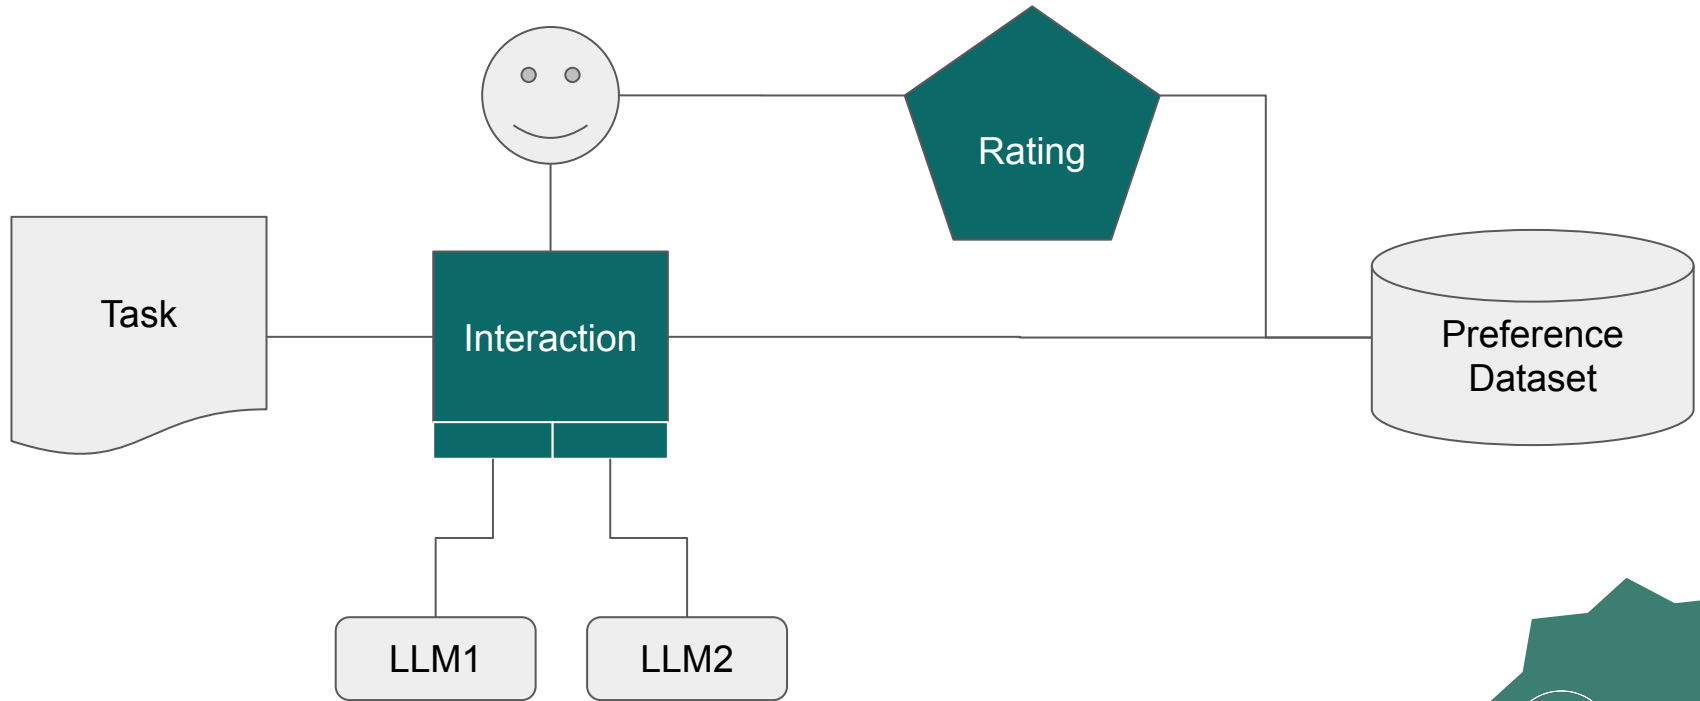 Rating
Task
Interaction
Preference
Dataset
LLM1
LLM2